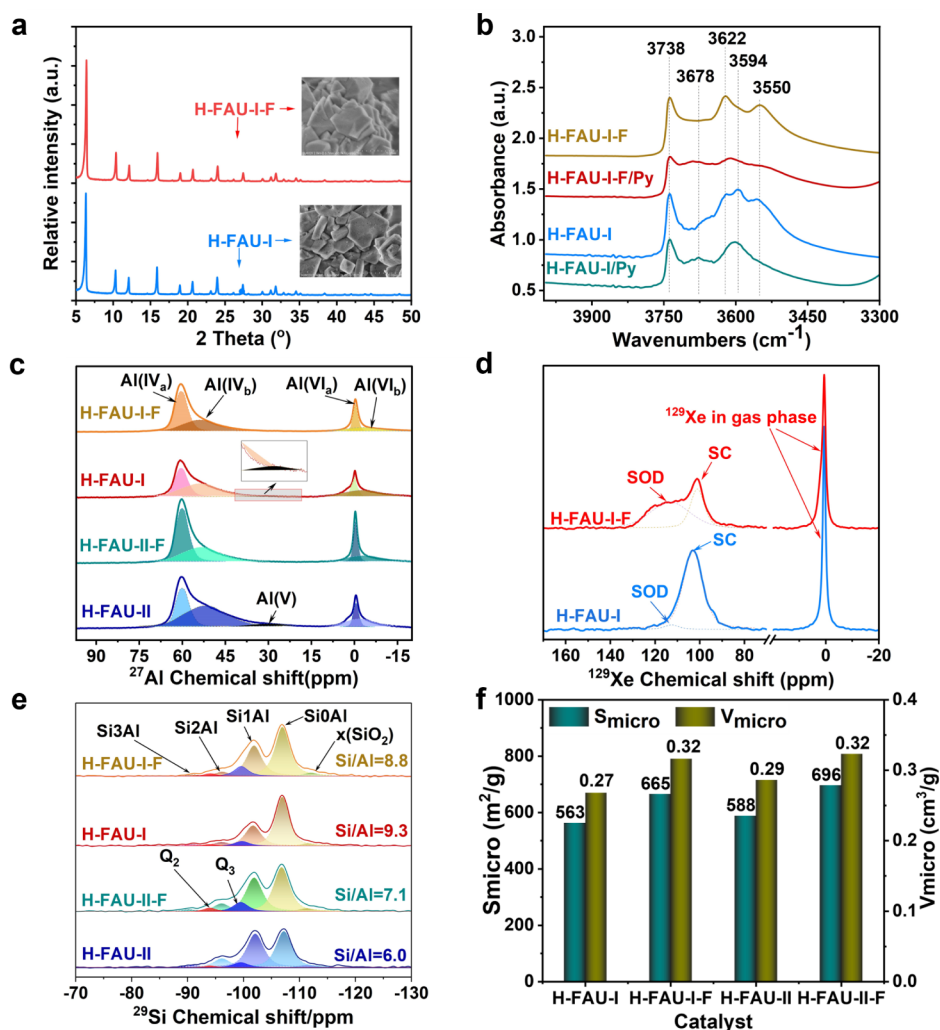 a
Relative intensity (a.u.)
H-FAU-I-F
H-FAU-I
5 10 15 20 25 30 35 40 45 50
2 Theta (°)
b
Absorbance (a.u.)
3.0
2.5
2.0
1.5
1.0
0.5
3738
3622
3678
3594
3550
H-FAU-I-F
H-FAU-I-F/Py
H-FAU-I
H-FAU-I/Py
3900 3750 3600 3450 3300
Wavenumbers (cm-1)
c
Al(IVa)
Al(IVb)
Al(VIa)
Al(VIb)
H-FAU-I-F
H-FAU-I
H-FAU-II-F
H-FAU-II
Al(V)
90 75 60 45 30 15 0 -15
27Al Chemical shift(ppm)
d
129Xe in gas phase
SC
SOD
H-FAU-I-F
SC
SOD
H-FAU-I
170 160 140 120 100 80 0 -20
129Xe Chemical shift (ppm)
e
Si3Al
Si2Al
Si1Al
Si0Al
x(SiO2)
H-FAU-I-F
Si/Al=8.8
H-FAU-I
Si/Al=9.3
Q2
Q3
H-FAU-II-F
Si/Al=7.1
H-FAU-II
Si/Al=6.0
-70 -80 -90 -100 -110 -120 -130
29Si Chemical shift/ppm
f
Smicro (m2/g)
1000
800
600
400
200
0
Smicro
Vmicro
563
0.27
665
0.32
588
0.29
696
0.32
0.4
0.3
0.2
0.1
0.0
Vmicro (cm3/g)
H-FAU-I H-FAU-I-F H-FAU-II H-FAU-II-F
Catalyst